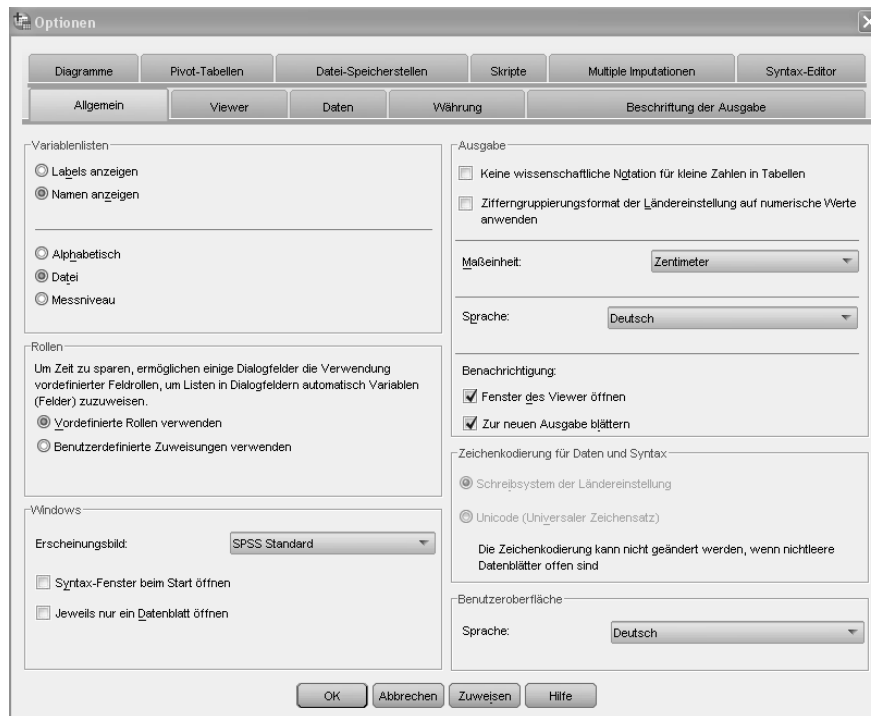 Optionen
Diagramme Pivot-Tabellen Datei-Speicherstellen Skripte Multiple Imputationen Syntax-Editor
Allgemein Viewer Daten Währung Beschriftung der Ausgabe
Variablenlisten
Labels anzeigen
Namen anzeigen
Alphabetisch
Datei
Messniveau
Rollen
Um Zeit zu sparen, ermöglichen einige Dialogfelder die Verwendung
vordefinierter Feldrollen, um Listen in Dialogfeldern automatisch Variablen
(Felder) zuzuweisen.
Vordefinierte Rollen verwenden
Benutzerdefinierte Zuweisungen verwenden
Windows
Erscheinungsbild: SPSS Standard
Syntax-Fenster beim Start öffnen
Jeweils nur ein Datenblatt öffnen
Ausgabe
Keine wissenschaftliche Notation für kleine Zahlen in Tabellen
Zifferngruppierungsformat der Ländereinstellung auf numerische Werte
anwenden
Maßeinheit: Zentimeter
Sprache: Deutsch
Benachrichtigung:
Fenster des Viewer öffnen
Zur neuen Ausgabe blättern
Zeichenkodierung für Daten und Syntax
Schreibsystem der Ländereinstellung
Unicode (Universaler Zeichensatz)
Die Zeichenkodierung kann nicht geändert werden, wenn nichtleere
Datenblätter offen sind
Benutzeroberfläche
Sprache: Deutsch
OK Abbrechen Zuweisen Hilfe